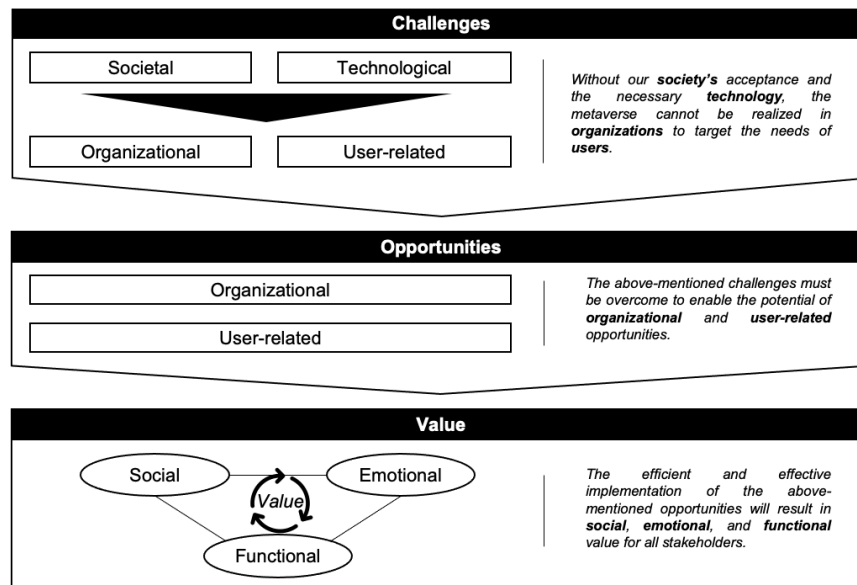 Challenges
Societal
Technological
Organizational
User-related
Without our society's acceptance and
the necessary technology, the
metaverse cannot be realized in
organizations to target the needs of
users.
Opportunities
Organizational
User-related
The above-mentioned challenges must
be overcome to enable the potential of
organizational and user-related
opportunities.
Value
Social
Emotional
Value
Functional
The efficient and effective
implementation of the above-
mentioned opportunities will result in
social, emotional, and functional
value for all stakeholders.